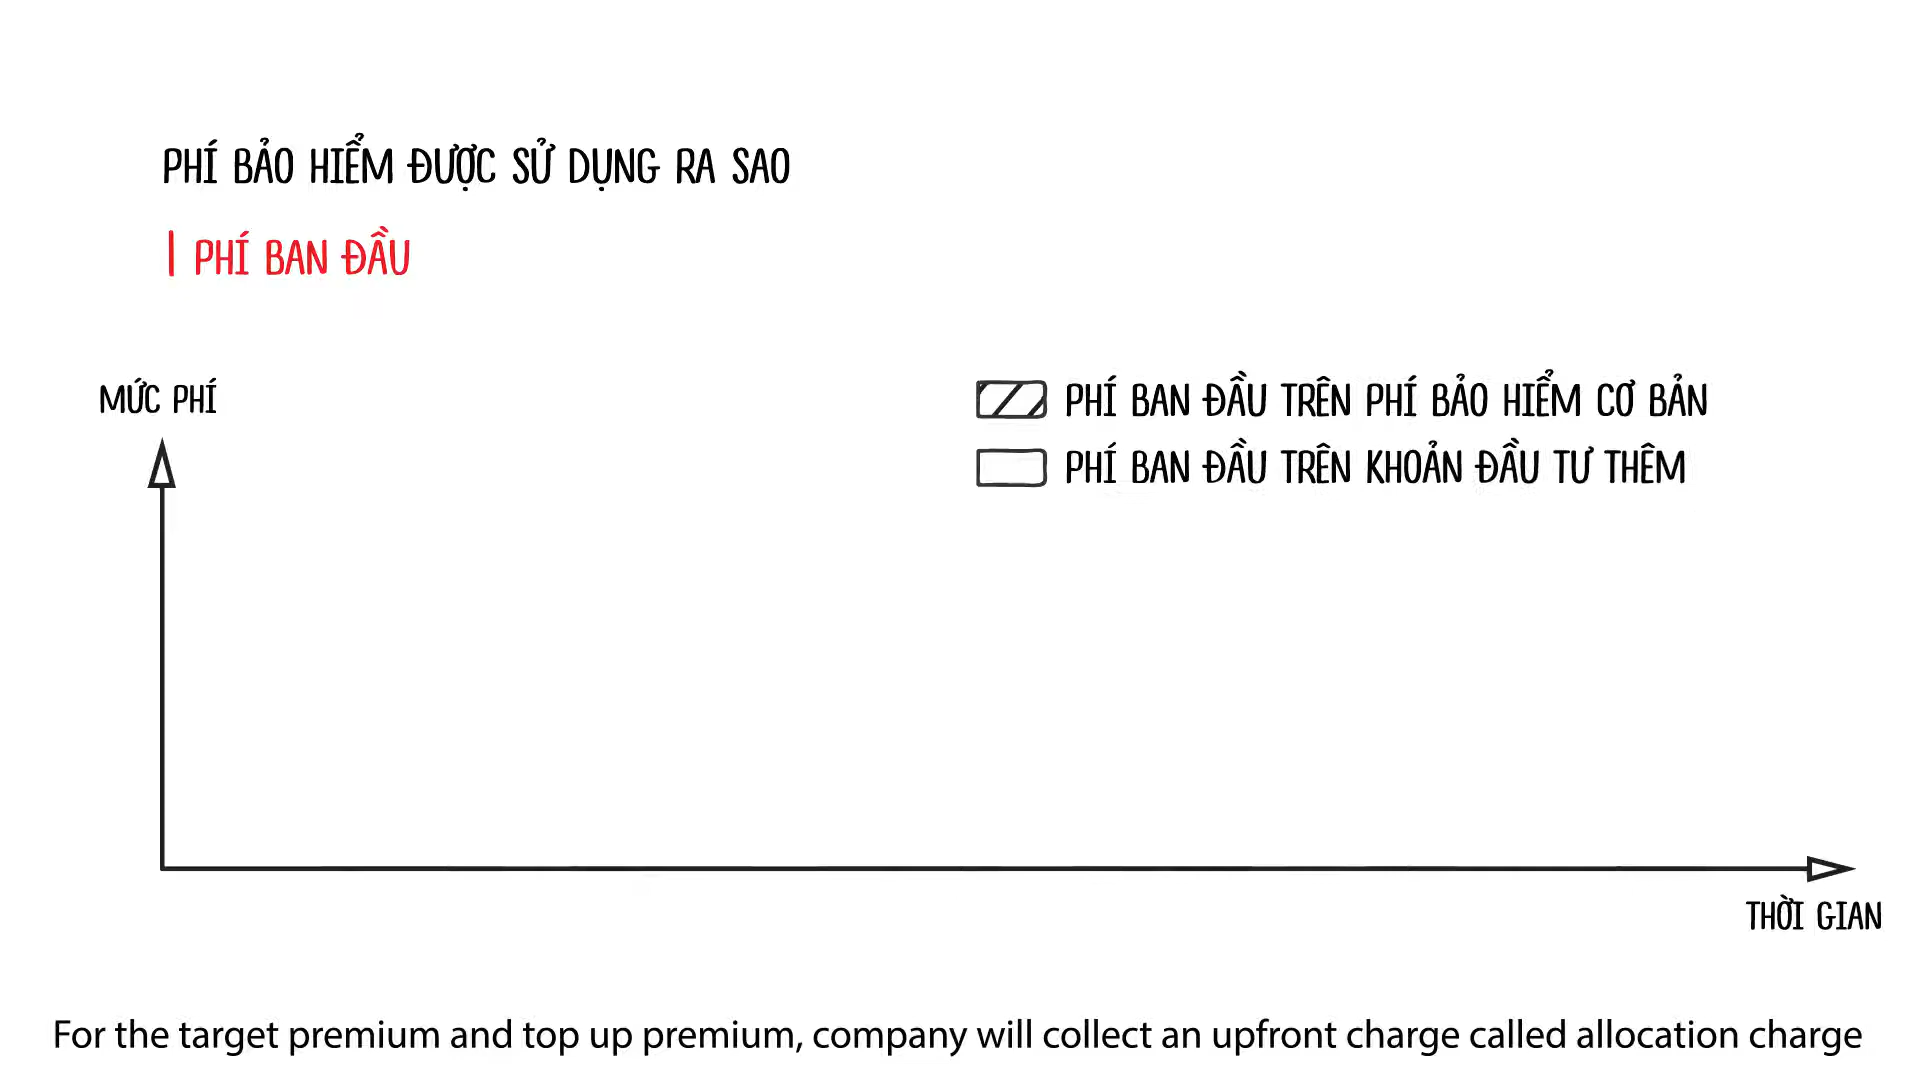 PHÍ BẢO HIỂM ĐƯỢC SỬ DỤNG RA SAO
PHÍ BAN ĐẦU
MỨC PHÍ
PHÍ BAN ĐẦU TRÊN PHÍ BẢO HIỂM CƠ BẢN
PHÍ BAN ĐẦU TRÊN KHOẢN ĐẦU TƯ THÊM
THỜI GIAN
For the target premium and top up premium, company will collect an upfront charge called allocation charge